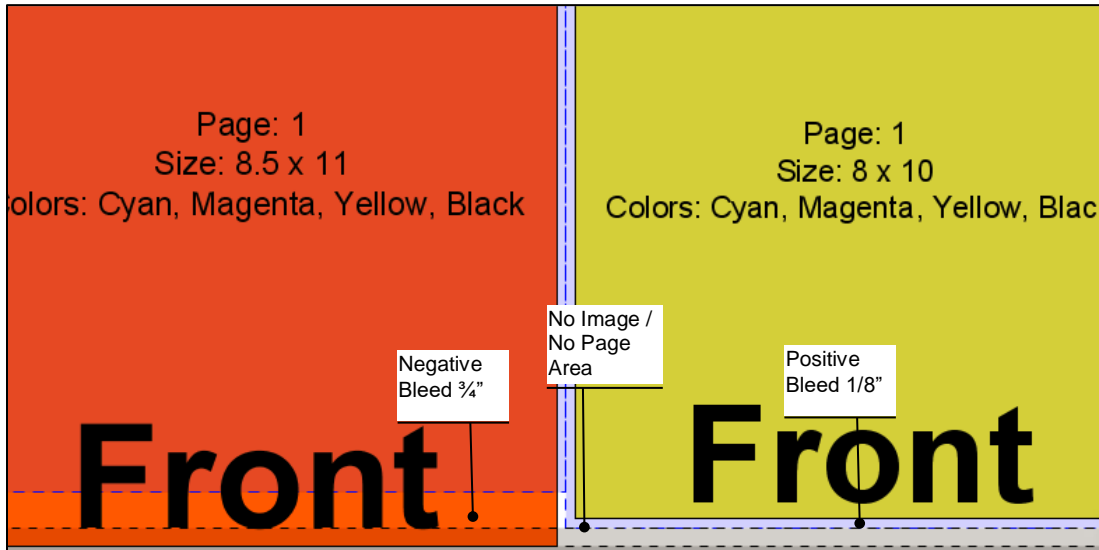 Page: 1
Size: 8.5 x 11
olors: Cyan, Magenta, Yellow, Black
Page: 1
Size: 8 x 10
Colors: Cyan, Magenta, Yellow, Blac
No Image /
No Page
Area
Negative
Bleed ¾”
Positive
Bleed 1/8”
Front
Front